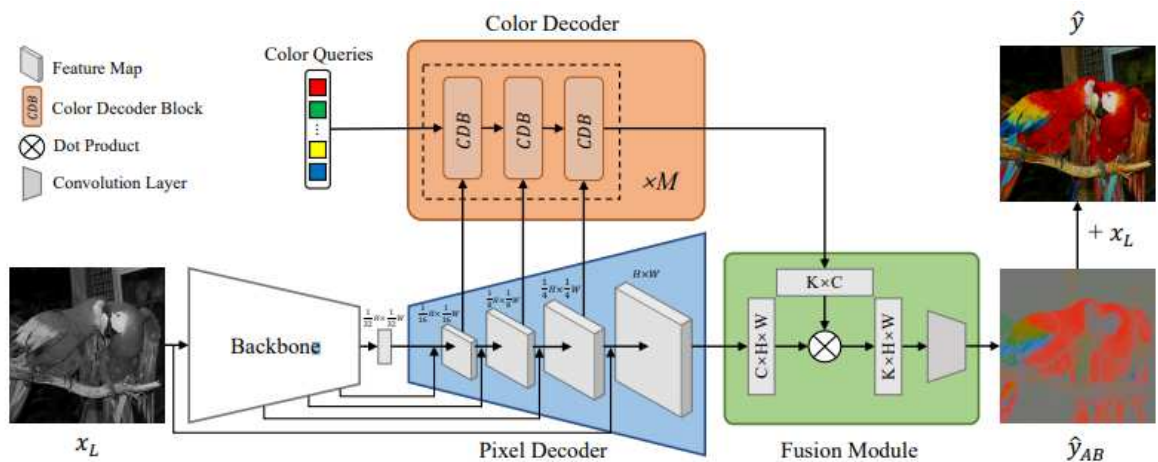 Color Decoder
ŷ
Color Queries
Feature Map
CDB
Color Decoder Block
Dot Product
Convolution Layer
CDB
CDB
CDB
×M
+ x_L
H×W
1/4 H×1/4 W
1/8 H×1/8 W
1/16 H×1/16 W
1/32 H×1/32 W
K×C
Backbone
C×H×W
K×H×W
x_L
Pixel Decoder
Fusion Module
ŷ_AB